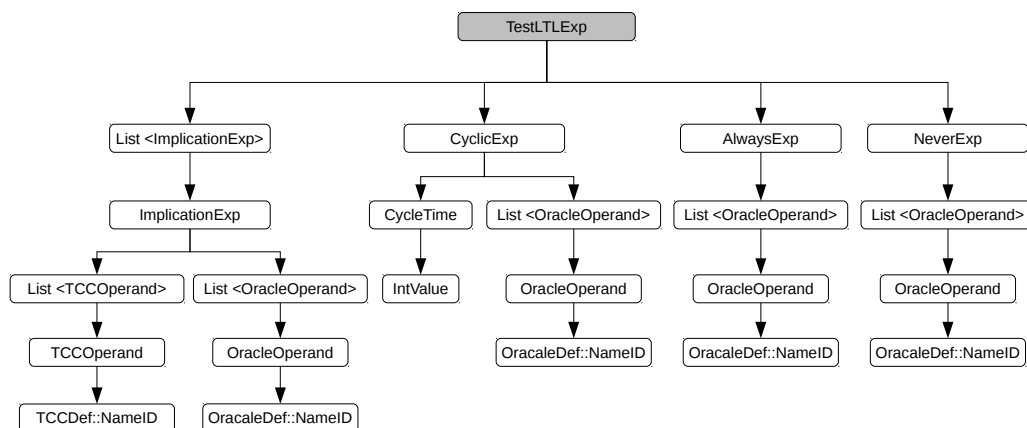 TestLTLExp
List <ImplicationExp>
CyclicExp
AlwaysExp
NeverExp
ImplicationExp
CycleTime
List <OracleOperand>
List <OracleOperand>
List <OracleOperand>
List <TCCOperand>
List <OracleOperand>
IntValue
OracleOperand
OracleOperand
OracleOperand
TCCOperand
OracleOperand
OracaleDef::NameID
OracaleDef::NameID
OracaleDef::NameID
TCCDef::NameID
OracaleDef::NameID